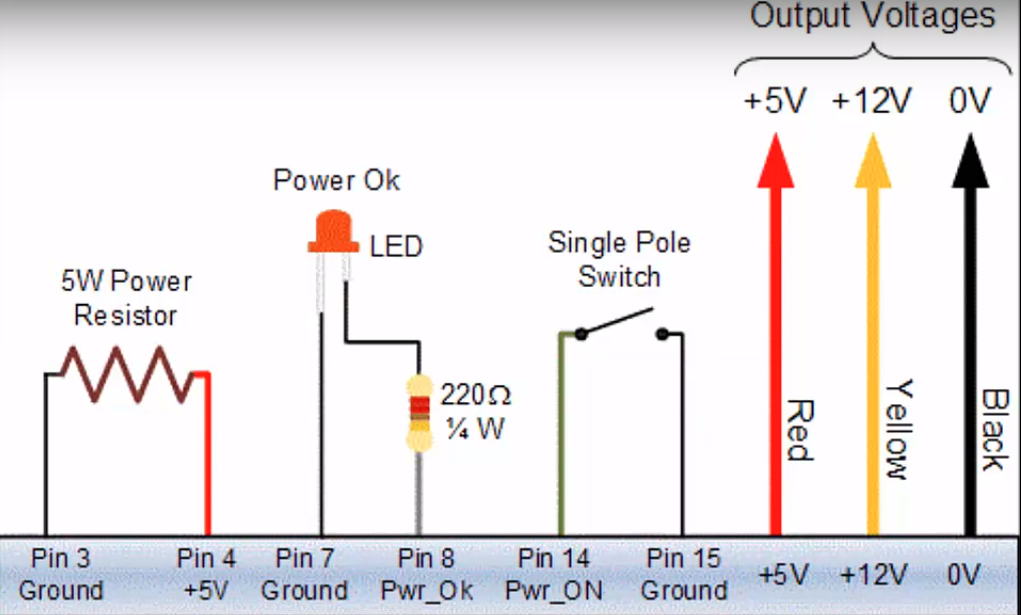 Output Voltages
+5V +12V 0V
Power Ok
LED
Single Pole
Switch
5W Power
Resistor
220Ω
¼ W
Red
Yellow
Black
Pin 3 Pin 4 Pin 7 Pin 8 Pin 14 Pin 15
Ground +5V Ground Pwr_Ok Pwr_ON Ground
+5V +12V 0V